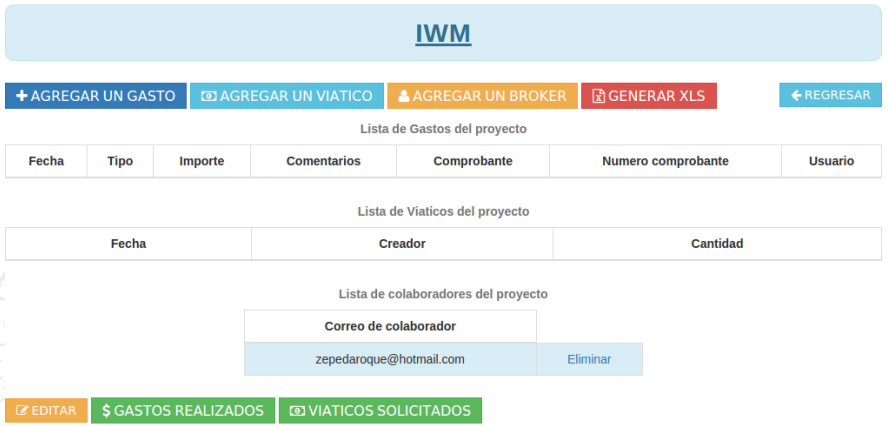 IWM
AGREGAR UN GASTO AGREGAR UN VIATICO AGREGAR UN BROKER GENERAR XLS REGRESAR
Lista de Gastos del proyecto
Fecha Tipo Importe Comentarios Comprobante Numero comprobante Usuario
Lista de Viaticos del proyecto
Fecha Creador Cantidad
Lista de colaboradores del proyecto
Correo de colaborador
zepedaroque@hotmail.com Eliminar
EDITAR $ GASTOS REALIZADOS VIATICOS SOLICITADOS